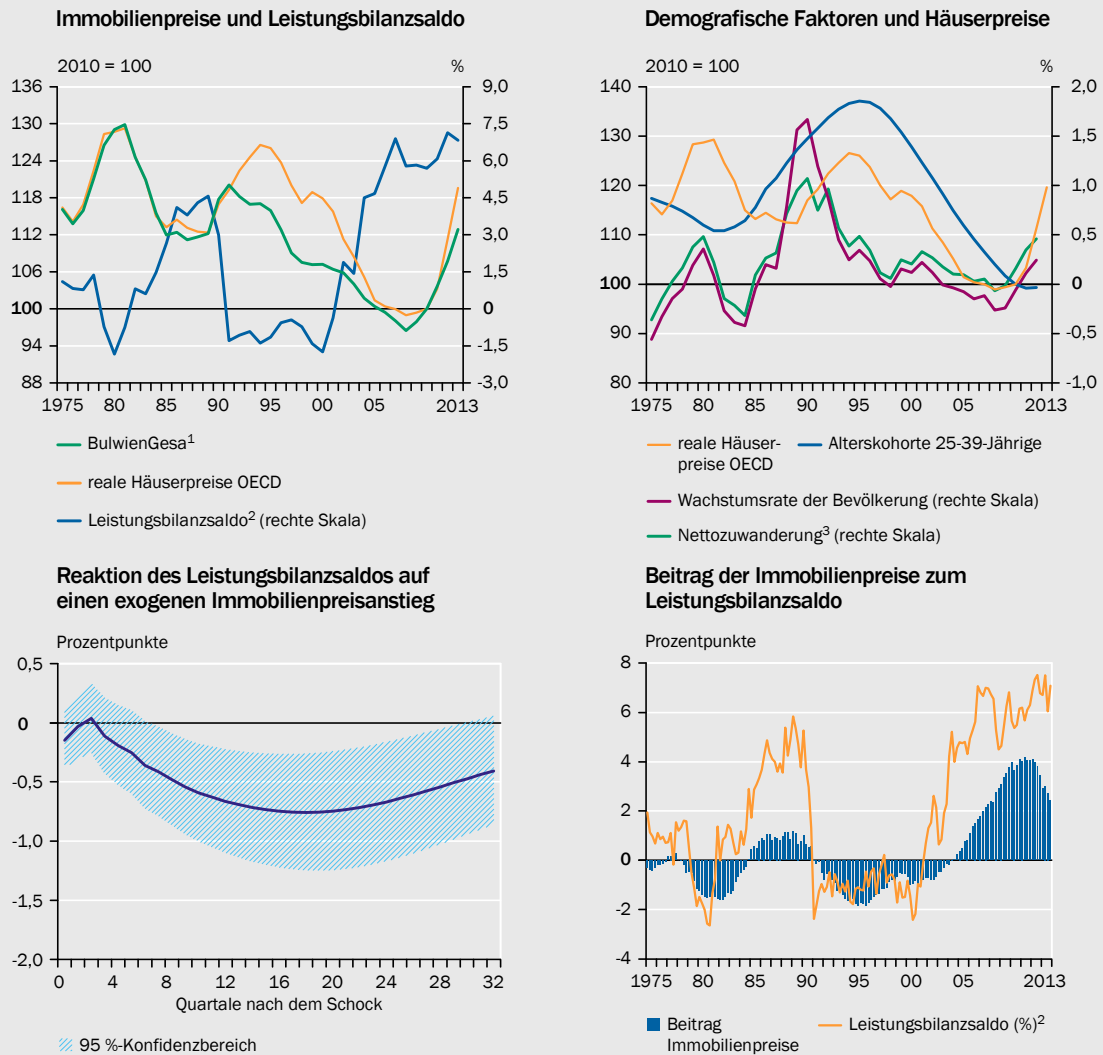 Immobilienpreise und Leistungsbilanzsaldo
2010 = 100 %
136 9,0
130 7,5
124 6,0
118 4,5
112 3,0
106 1,5
100 0
94 -1,5
88 -3,0
1975 80 85 90 95 00 05 2013
BulwienGesa¹
reale Häuserpreise OECD
Leistungsbilanzsaldo² (rechte Skala)
Demografische Faktoren und Häuserpreise
2010 = 100 %
140 2,0
130 1,5
120 1,0
110 0,5
100 0
90 -0,5
80 -1,0
1975 80 85 90 95 00 05 2013
reale Häuser-
preise OECD
Alterskohorte 25-39-Jährige
Wachstumsrate der Bevölkerung (rechte Skala)
Nettozuwanderung³ (rechte Skala)
Reaktion des Leistungsbilanzsaldos auf
einen exogenen Immobilienpreisanstieg
Prozentpunkte
0,5
0
-0,5
-1,0
-1,5
-2,0
0 4 8 12 16 20 24 28 32
Quartale nach dem Schock
95 %-Konfidenzbereich
Beitrag der Immobilienpreise zum
Leistungsbilanzsaldo
Prozentpunkte
8
6
4
2
0
-2
-4
1975 80 85 90 95 00 05 2013
Beitrag
Immobilienpreise
Leistungsbilanzsaldo (%)²